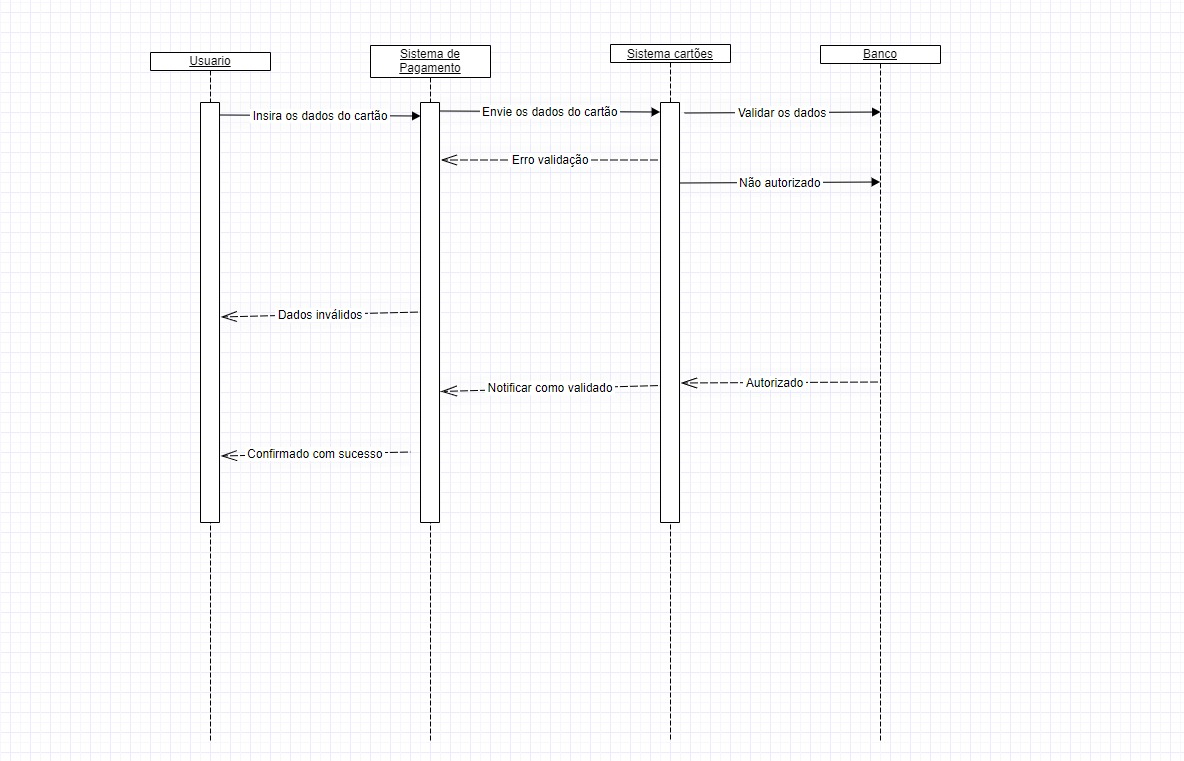 Usuario
Sistema de
Pagamento
Sistema cartões
Banco
Insira os dados do cartão
Envie os dados do cartão
Validar os dados
Erro validação
Não autorizado
Dados inválidos
Autorizado
Notificar como validado
Confirmado com sucesso